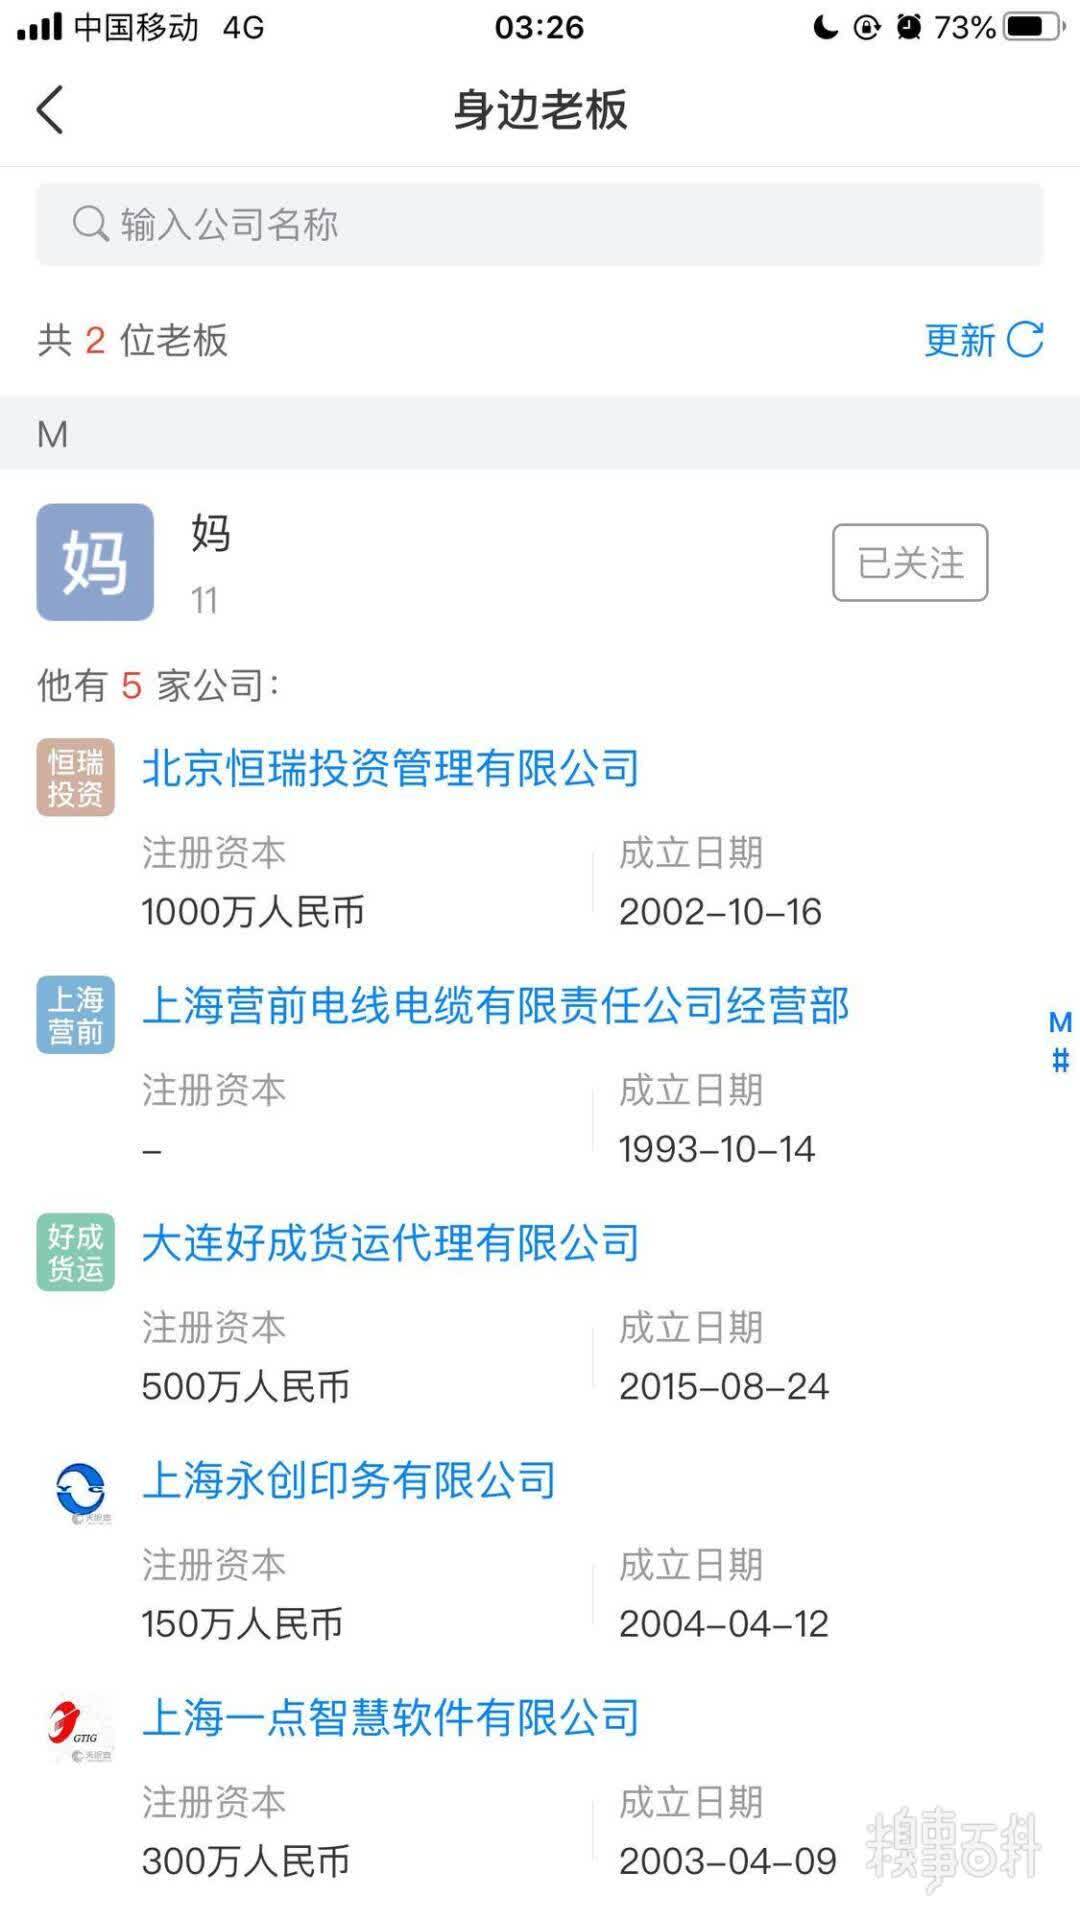 中国移动 4G 03:26 73%
身边老板
输入公司名称
共 2 位老板 更新
M
妈 妈
11 已关注
他有 5 家公司:
恒瑞投资 北京恒瑞投资管理有限公司
注册资本 成立日期
1000万人民币 2002-10-16
上海营前 上海营前电线电缆有限责任公司经营部
M
#
注册资本 成立日期
- 1993-10-14
好成货运 大连好成货运代理有限公司
注册资本 成立日期
500万人民币 2015-08-24
上海永创印务有限公司
天眼查
注册资本 成立日期
150万人民币 2004-04-12
上海一点智慧软件有限公司
GTIG
天眼查
注册资本 成立日期
300万人民币 2003-04-09
糗事百科